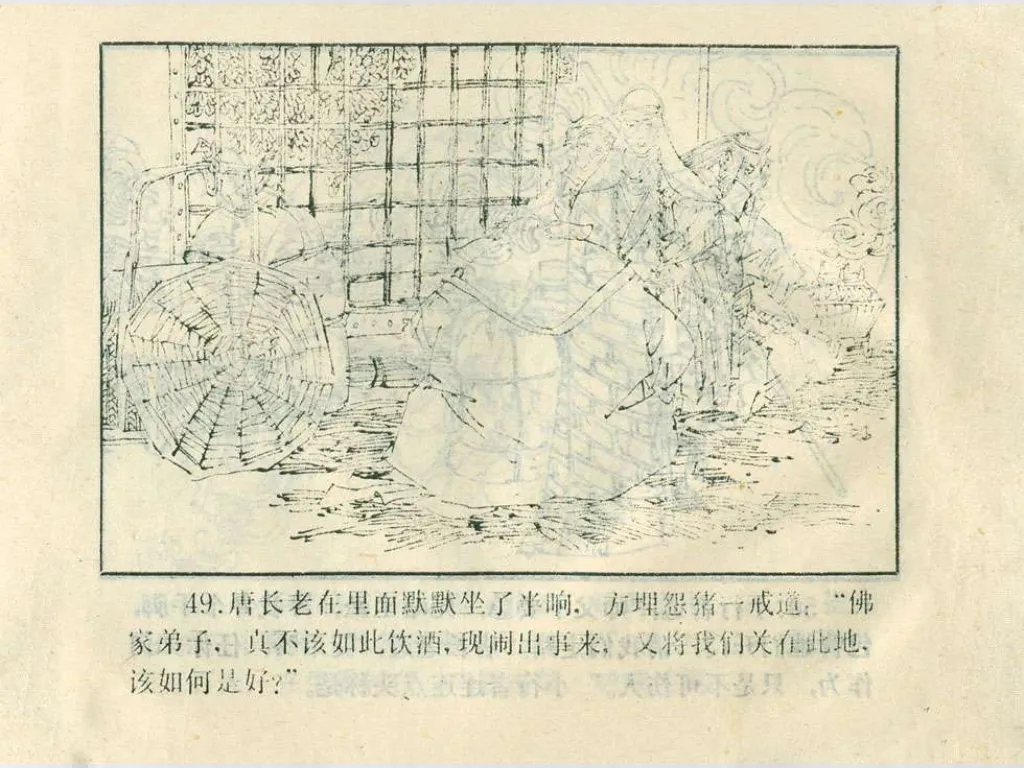 49.唐长老在里面默默坐了半晌，方埋怨猪一戒道：“佛
家弟子，真不该如此饮酒，现闹出事来，又将我们关在此地，
该如何是好？”